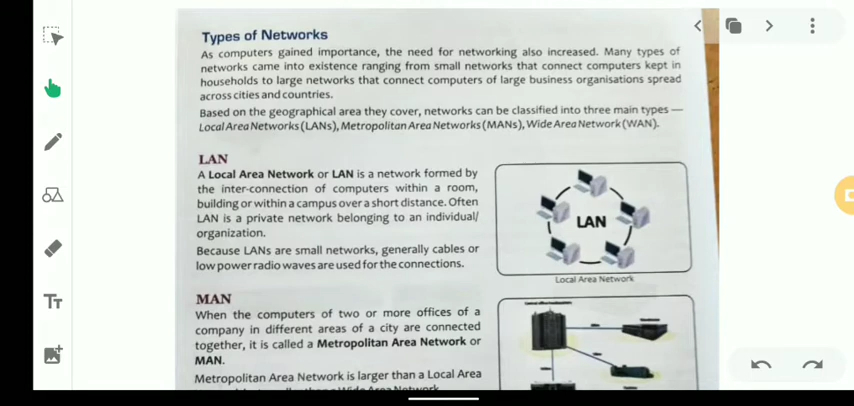 Types of Networks
As computers gained importance, the need for networking also increased. Many types of
networks came into existence ranging from small networks that connect computers kept in
households to large networks that connect computers of large business organisations spread
across cities and countries.
Based on the geographical area they cover, networks can be classified into three main types —
Local Area Networks (LANs), Metropolitan Area Networks (MANs), Wide Area Network (WAN).
LAN
A Local Area Network or LAN is a network formed by
the inter-connection of computers within a room,
building or within a campus over a short distance. Often
LAN is a private network belonging to an individual/
organization.
Because LANs are small networks, generally cables or
low power radio waves are used for the connections.
LAN
Local Area Network
MAN
When the computers of two or more offices of a
company in different areas of a city are connected
together, it is called a Metropolitan Area Network or
MAN.
Metropolitan Area Network is larger than a Local Area
Wide Area Network
TT